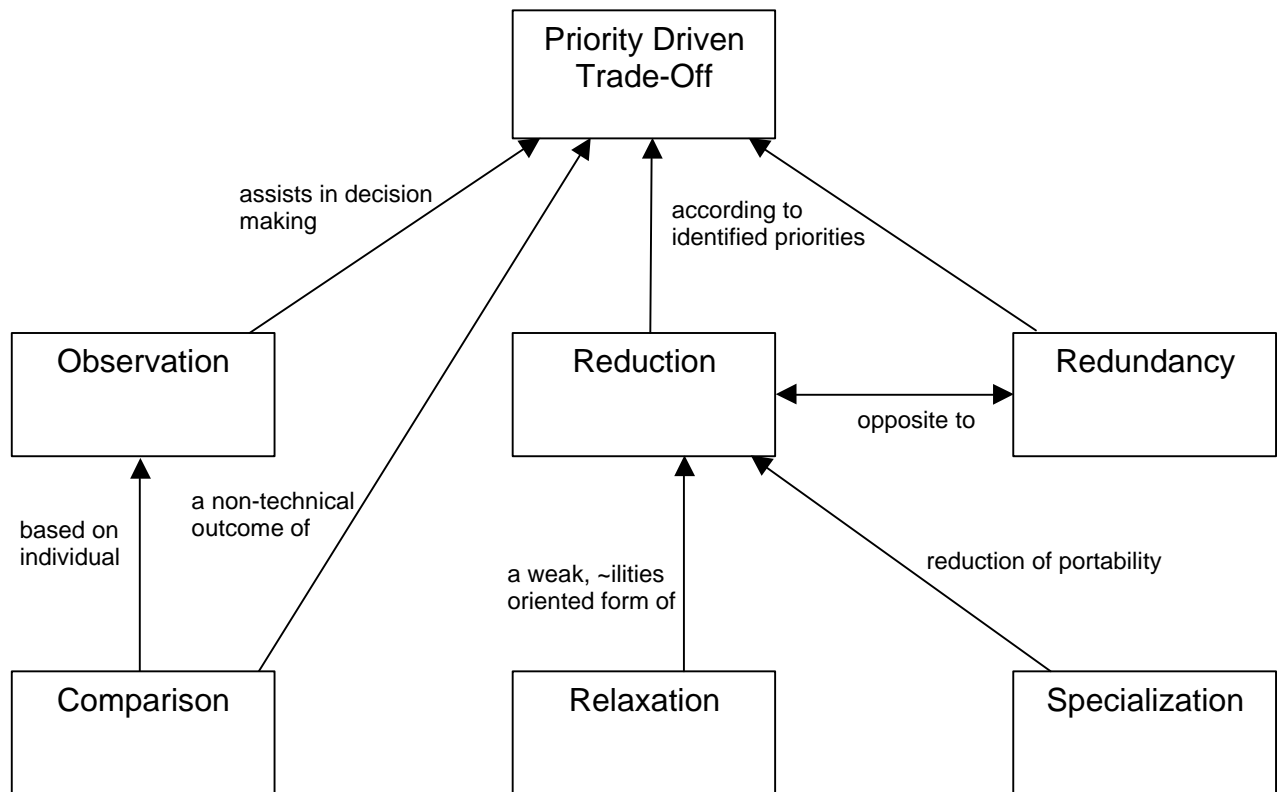 Priority Driven
Trade-Off
assists in decision
making
according to
identified priorities
Observation
Reduction
Redundancy
opposite to
a non-technical
outcome of
based on
individual
a weak, ~ilities
oriented form of
reduction of portability
Comparison
Relaxation
Specialization